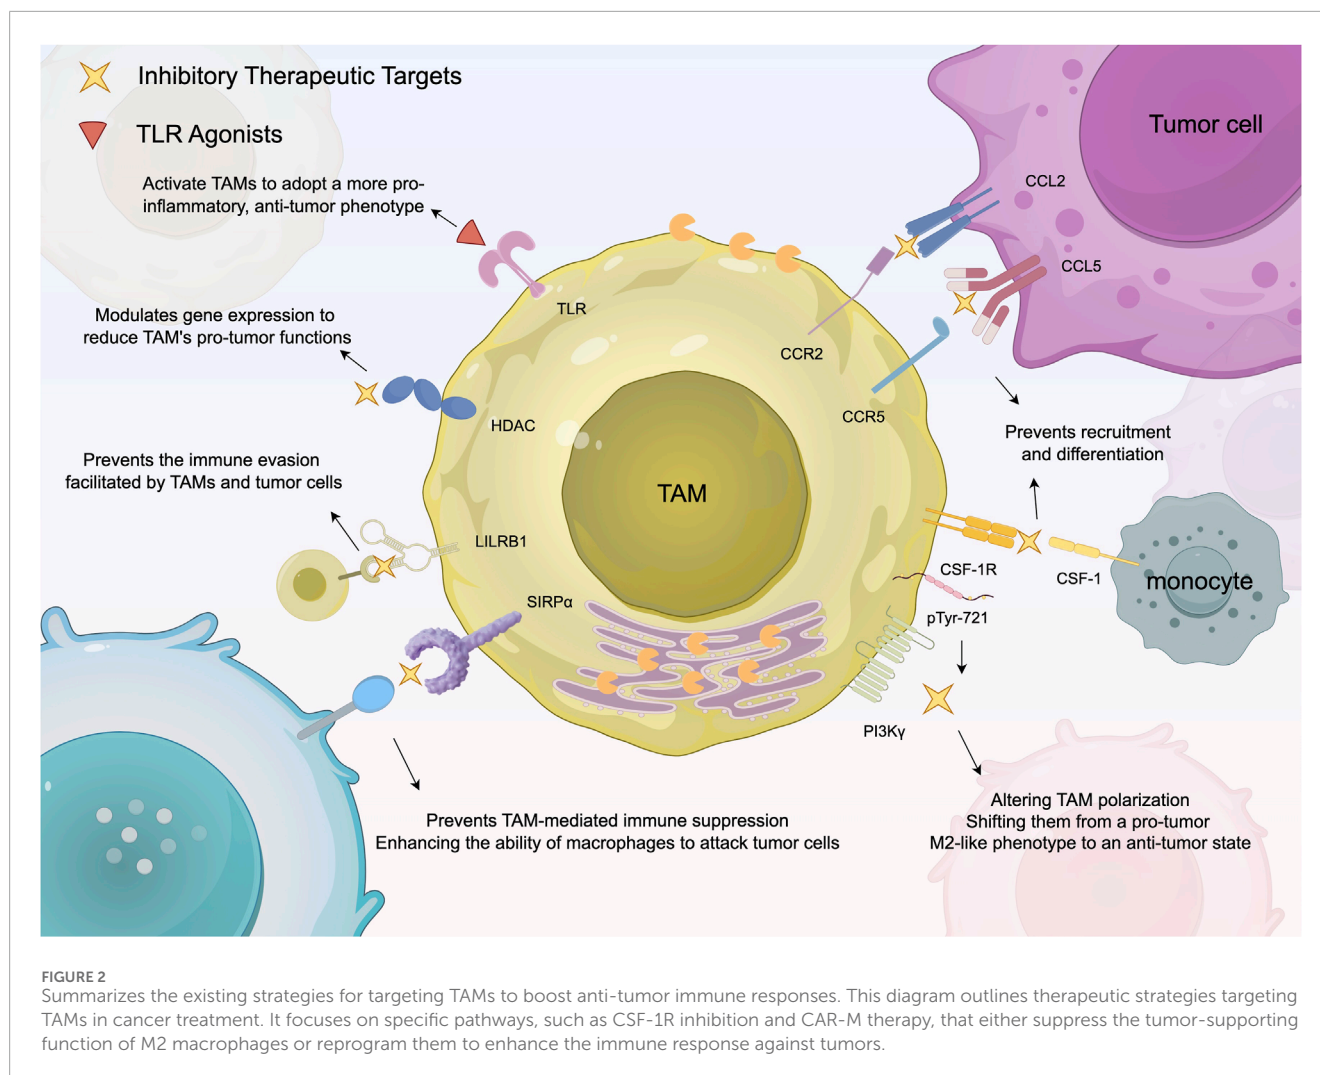 Inhibitory Therapeutic Targets
TLR Agonists
Activate TAMs to adopt a more pro-
inflammatory, anti-tumor phenotype
Tumor cell
CCL2
CCL5
TLR
CCR2
CCR5
Modulates gene expression to
reduce TAM's pro-tumor functions
HDAC
Prevents the immune evasion
facilitated by TAMs and tumor cells
Prevents recruitment
and differentiation
TAM
LILRB1
SIRPα
CSF-1R
CSF-1
monocyte
pTyr-721
PI3Kγ
Prevents TAM-mediated immune suppression
Enhancing the ability of macrophages to attack tumor cells
Altering TAM polarization
Shifting them from a pro-tumor
M2-like phenotype to an anti-tumor state
FIGURE 2
Summarizes the existing strategies for targeting TAMs to boost anti-tumor immune responses. This diagram outlines therapeutic strategies targeting
TAMs in cancer treatment. It focuses on specific pathways, such as CSF-1R inhibition and CAR-M therapy, that either suppress the tumor-supporting
function of M2 macrophages or reprogram them to enhance the immune response against tumors.